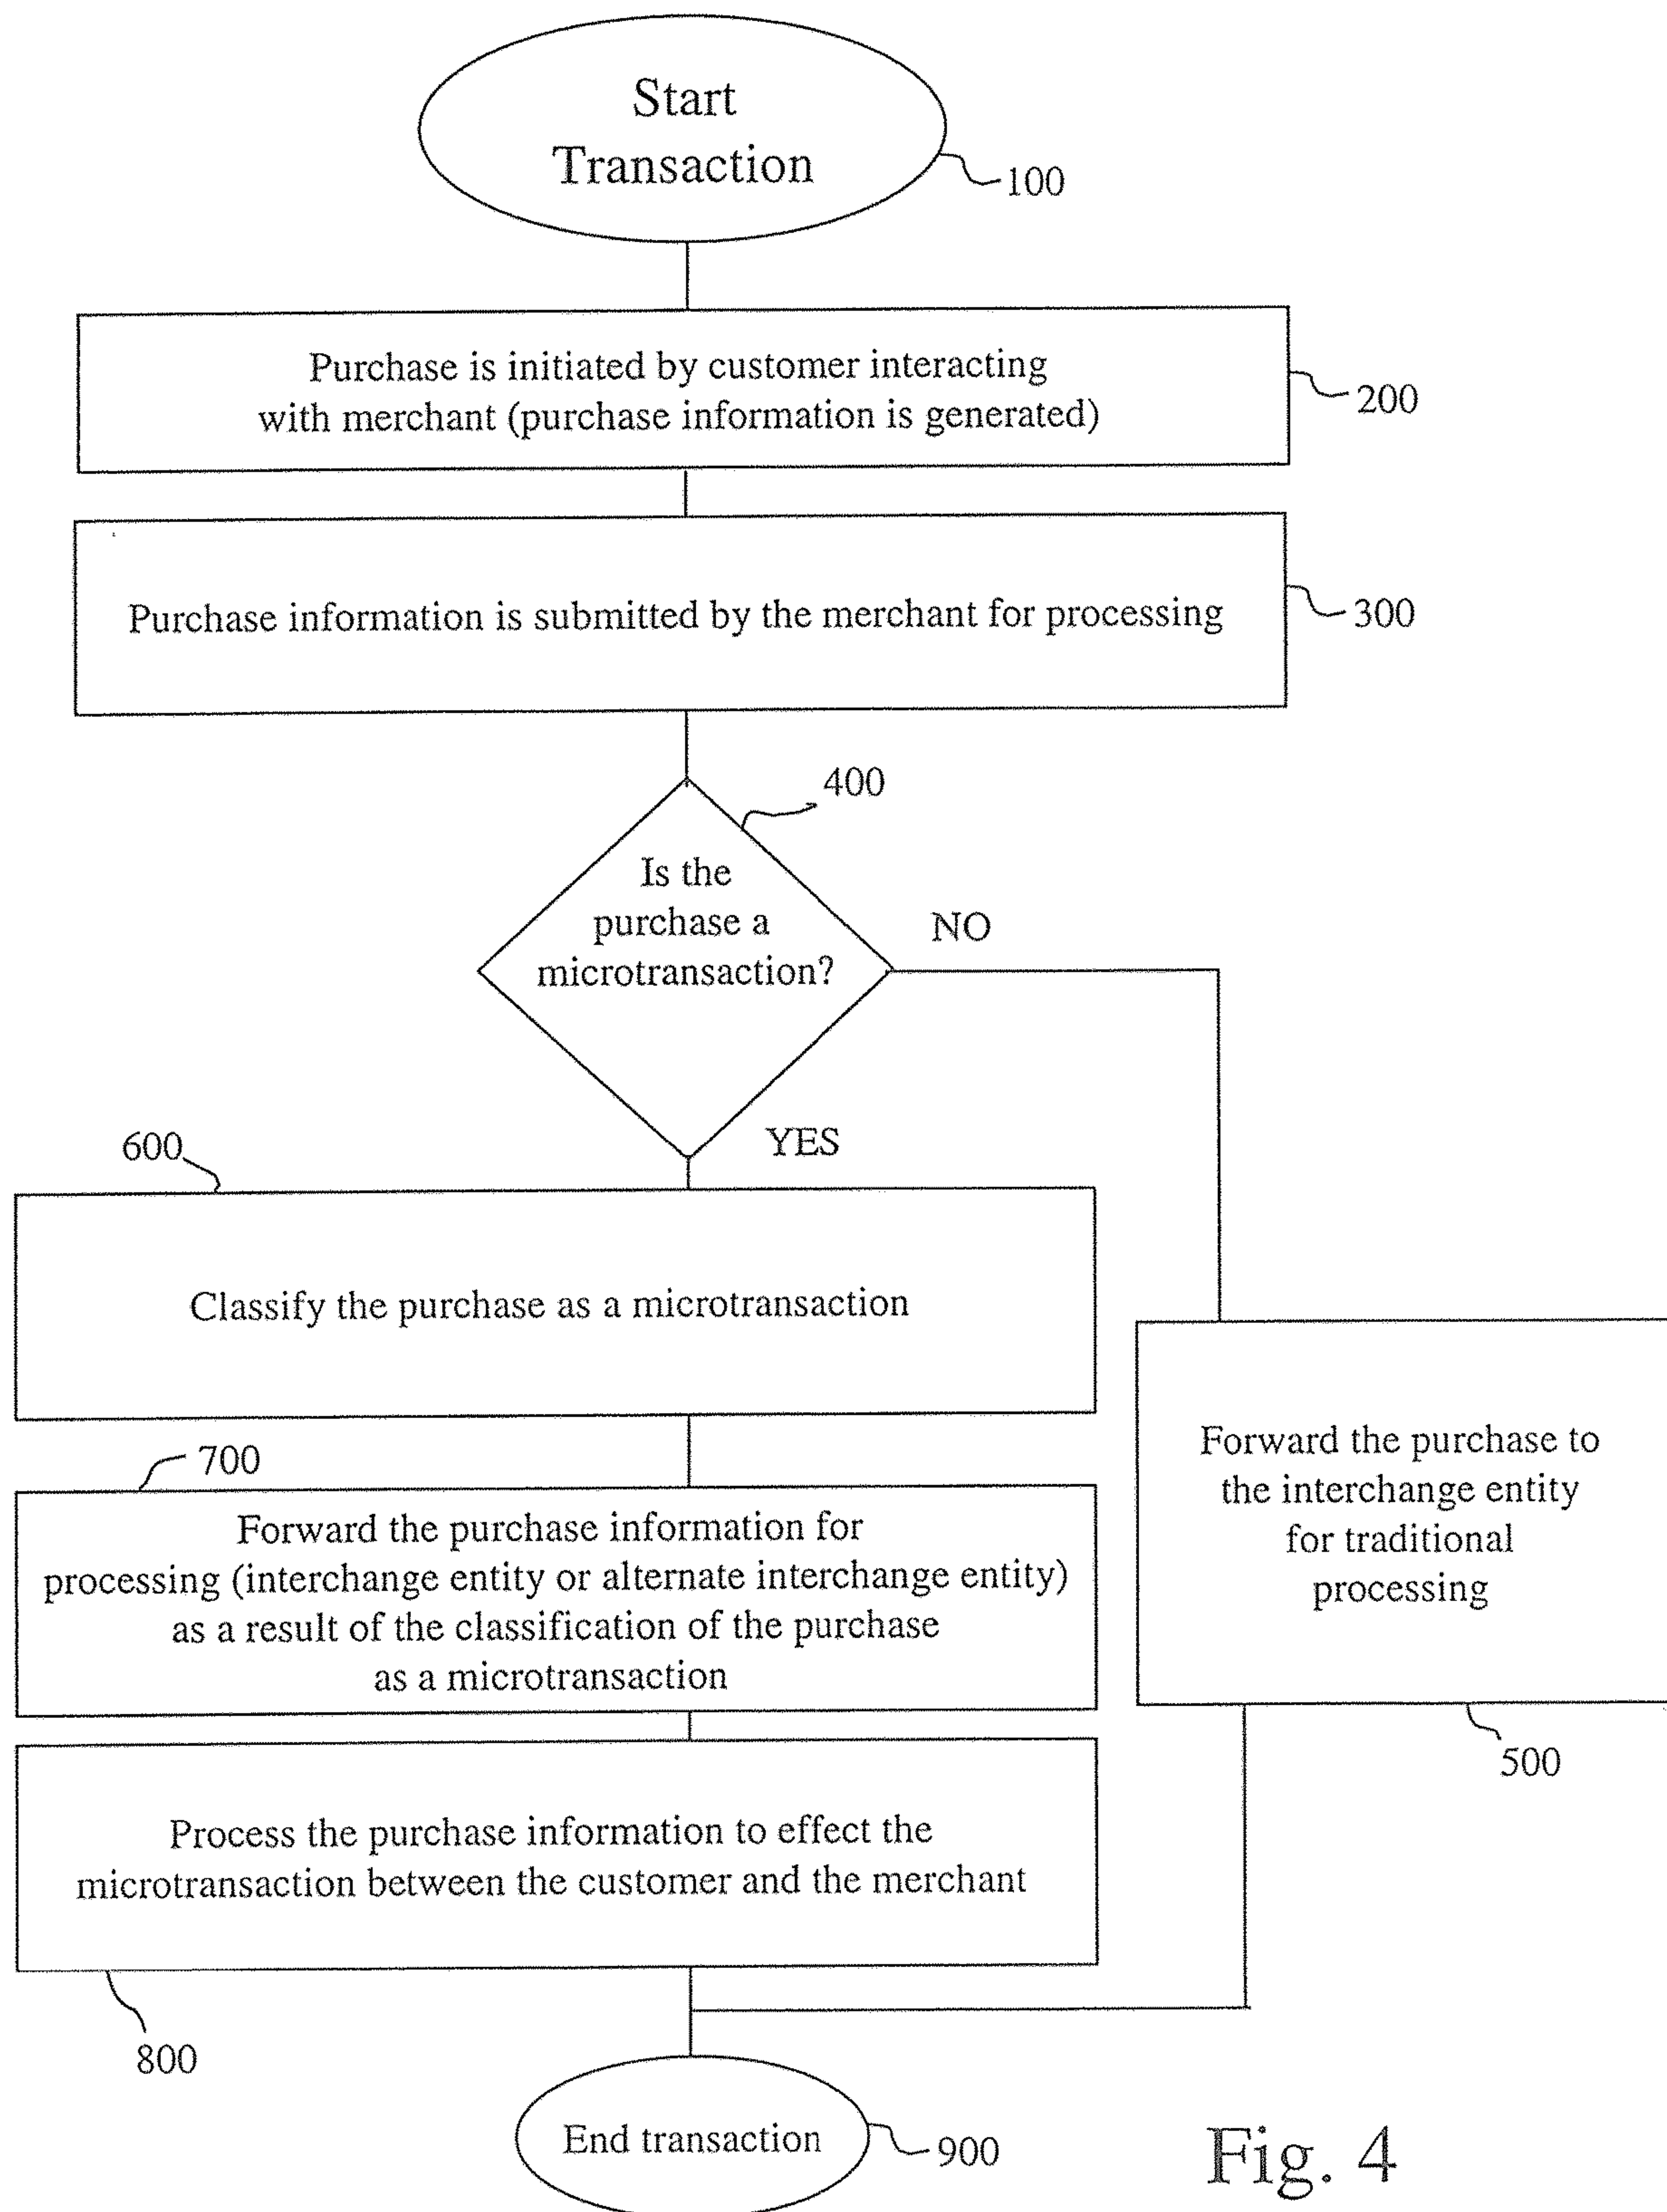 Start
Transaction
100
Purchase is initiated by customer interacting
with merchant (purchase information is generated)
200
Purchase information is submitted by the merchant for processing
300
400
Is the
purchase a
microtransaction?
NO
YES
600
Classify the purchase as a microtransaction
700
Forward the purchase information for
processing (interchange entity or alternate interchange entity)
as a result of the classification of the purchase
as a microtransaction
Forward the purchase to
the interchange entity
for traditional
processing
500
Process the purchase information to effect the
microtransaction between the customer and the merchant
800
End transaction
900
Fig. 4